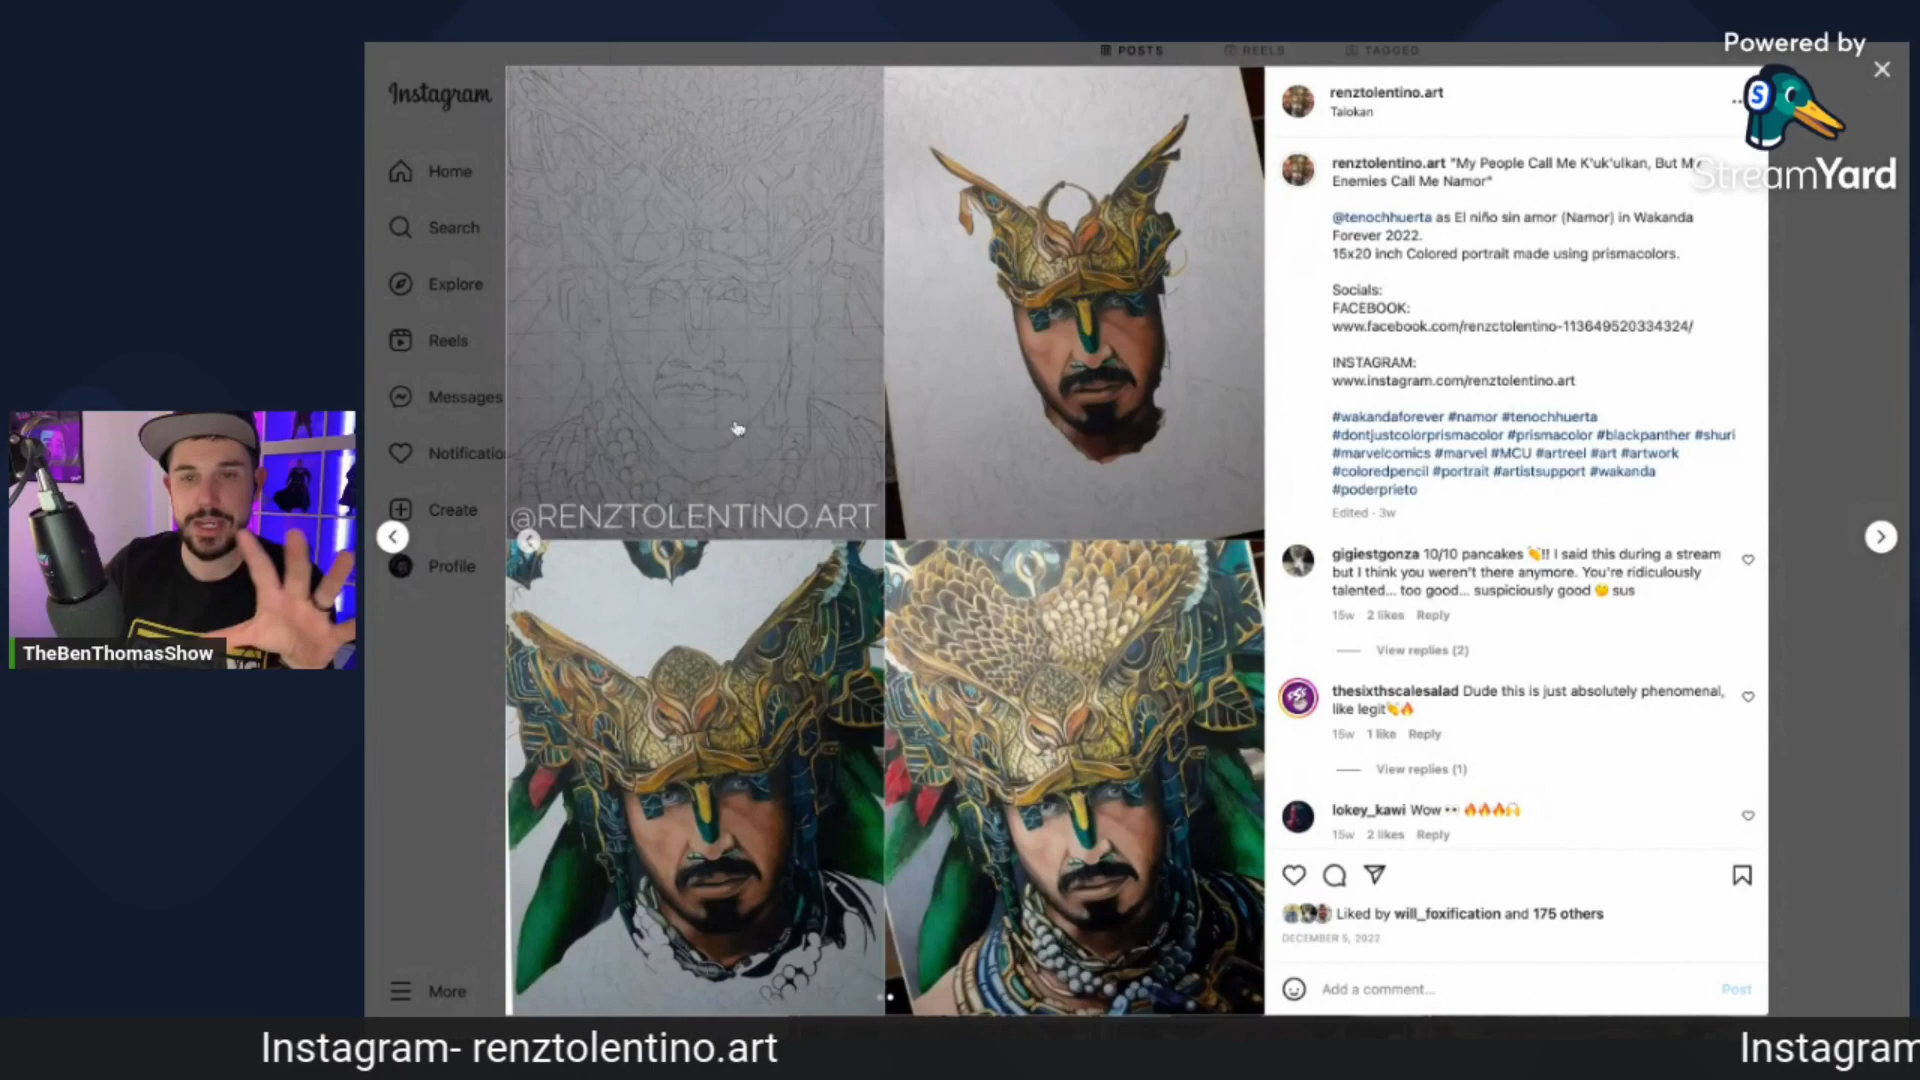 Powered by
StreamYard
POSTS
REELS
TAGGED
Instagram
Home
Search
Explore
Reels
Messages
Notificatio
Create
Profile
More
@RENZTOLENTINO.ART
TheBenThomasShow
renztolentino.art
Talokan
renztolentino.art "My People Call Me K'uk'ulkan, But My
Enemies Call Me Namor"
@tenochhuerta as El niño sin amor (Namor) in Wakanda
Forever 2022.
15x20 inch Colored portrait made using prismacolors.
Socials:
FACEBOOK:
www.facebook.com/renzctolentino-113649520334324/
INSTAGRAM:
www.instagram.com/renztolentino.art
#wakandaforever #namor #tenochhuerta
#dontjustcolorprismacolor #prismacolor #blackpanther #shuri
#marvelcomics #marvel #MCU #artreel #art #artwork
#coloredpencil #portrait #artistsupport #wakanda
#poderprieto
Edited · 3w
gigiestgonza 10/10 pancakes 👏!! I said this during a stream
but I think you weren't there anymore. You're ridiculously
talented... too good... suspiciously good 🤔 sus
15w 2 likes Reply
View replies (2)
thesixthscalesalad Dude this is just absolutely phenomenal,
like legit👏🔥
15w 1 like Reply
View replies (1)
lokey_kawi Wow 👀 🔥🔥🔥🙌
15w 2 likes Reply
Liked by will_foxification and 175 others
DECEMBER 5, 2022
Add a comment...
Post
Instagram- renztolentino.art
Instagram